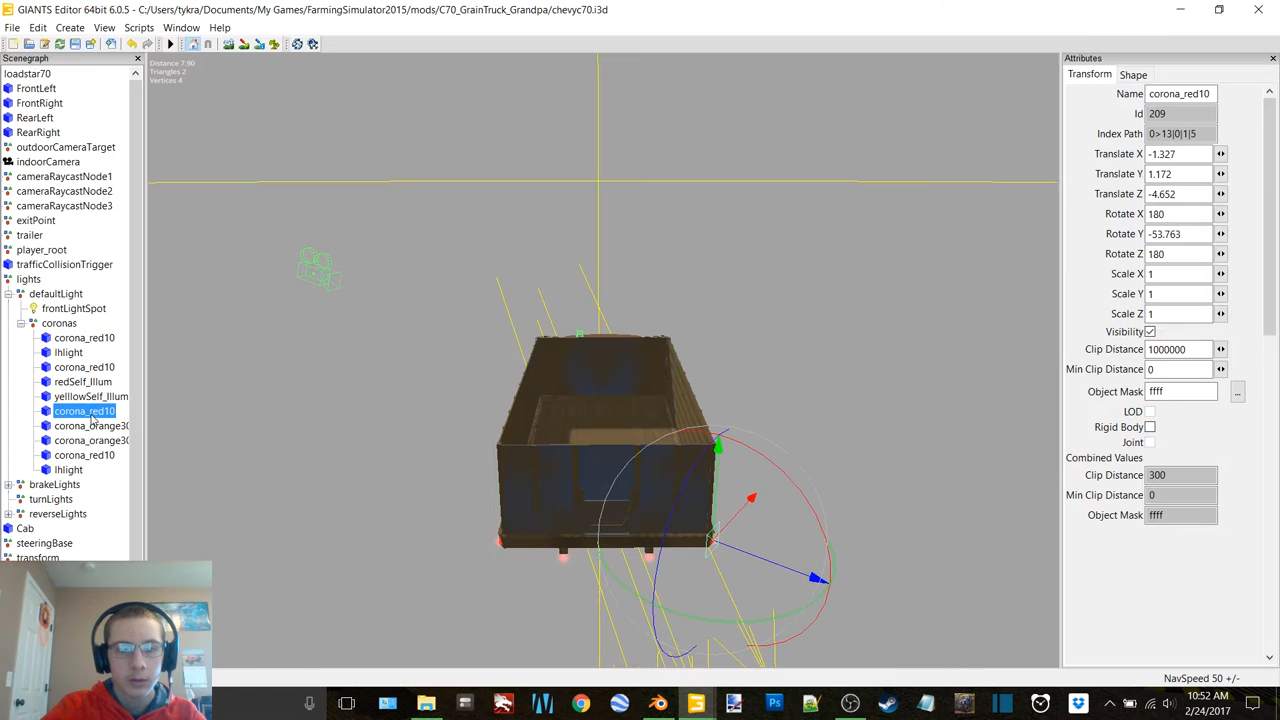 GIANTS Editor 64bit 6.0.5 - C:/Users/tykra/Documents/My Games/FarmingSimulator2015/mods/C70_GrainTruck_Grandpa/chevyc70.i3d
File Edit Create View Scripts Window Help
Scenegraph
loadstar70
FrontLeft
FrontRight
RearLeft
RearRight
outdoorCameraTarget
indoorCamera
cameraRaycastNode1
cameraRaycastNode2
cameraRaycastNode3
exitPoint
trailer
player_root
trafficCollisionTrigger
lights
defaultLight
frontLightSpot
coronas
corona_red10
lhlight
corona_red10
redSelf_Illum
yelllowSelf_Illum
corona_red10
corona_orange30
corona_orange30
corona_red10
lhlight
brakeLights
turnLights
reverseLights
Cab
steeringBase
transform
Distance 7.90
Triangles 2
Vertices 4
Attributes
Transform Shape
Name corona_red10
Id 209
Index Path 0>13|0|1|5
Translate X -1.327
Translate Y 1.172
Translate Z -4.652
Rotate X 180
Rotate Y -53.763
Rotate Z 180
Scale X 1
Scale Y 1
Scale Z 1
Visibility
Clip Distance 1000000
Min Clip Distance 0
Object Mask ffff ...
LOD
Rigid Body
Joint
Combined Values
Clip Distance 300
Min Clip Distance 0
Object Mask ffff
NavSpeed 50 +/-
10:52 AM
2/24/2017